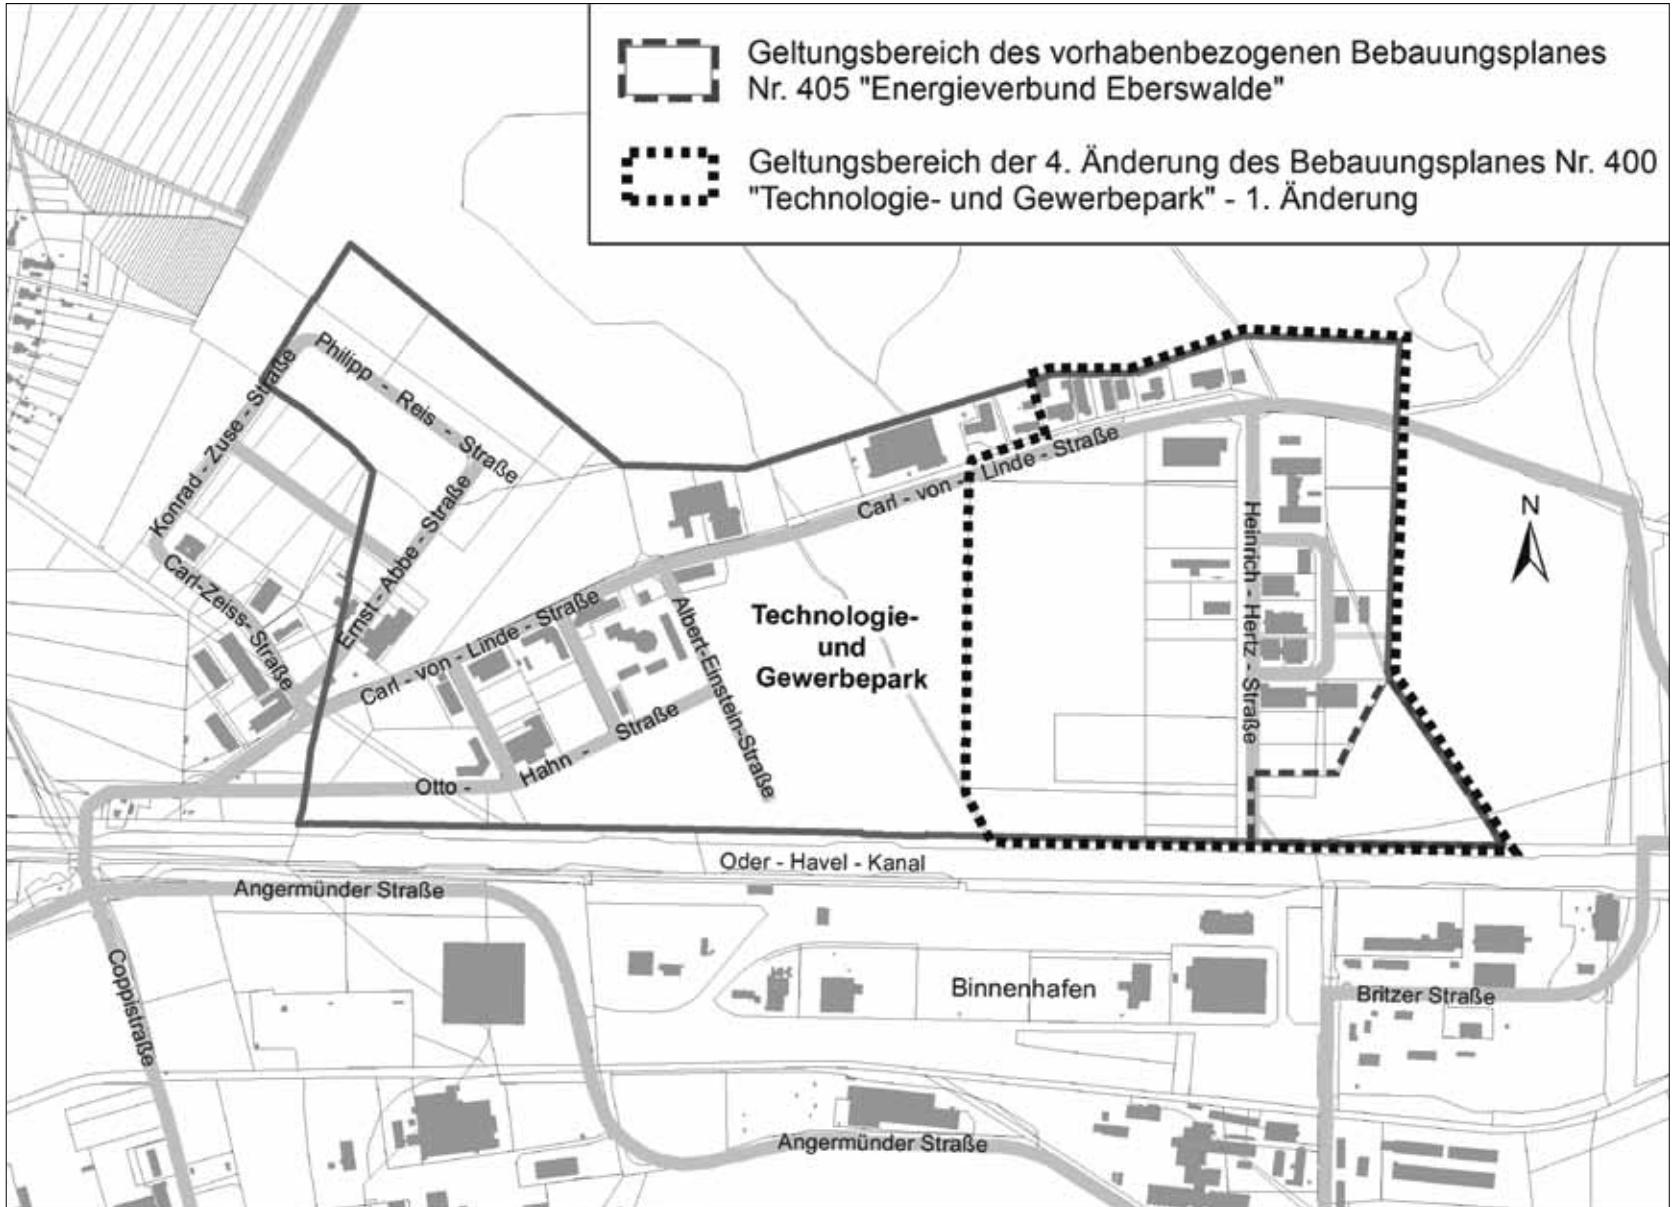 Geltungsbereich des vorhabenbezogenen Bebauungsplanes
Nr. 405 "Energieverbund Eberswalde"
Geltungsbereich der 4. Änderung des Bebauungsplanes Nr. 400
"Technologie- und Gewerbepark" - 1. Änderung
Philipp - Reis - Straße
Konrad - Zuse - Straße
Carl - von - Linde - Straße
N
Heinrich - Hertz - Straße
Carl-Zeiss-Straße
Ernst - Abbe - Straße
Carl - von - Linde - Straße
Albert-Einstein-Straße
Technologie-
und
Gewerbepark
Otto - Hahn - Straße
Oder - Havel - Kanal
Angermünder Straße
Coppistraße
Binnenhafen
Britzer Straße
Angermünder Straße